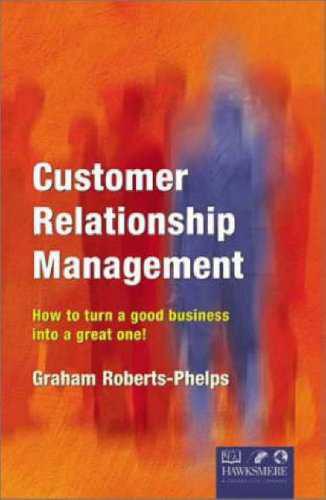 Customer
Relationship
Management
How to turn a good business
into a great one!
Graham Roberts-Phelps
HAWKSMERE